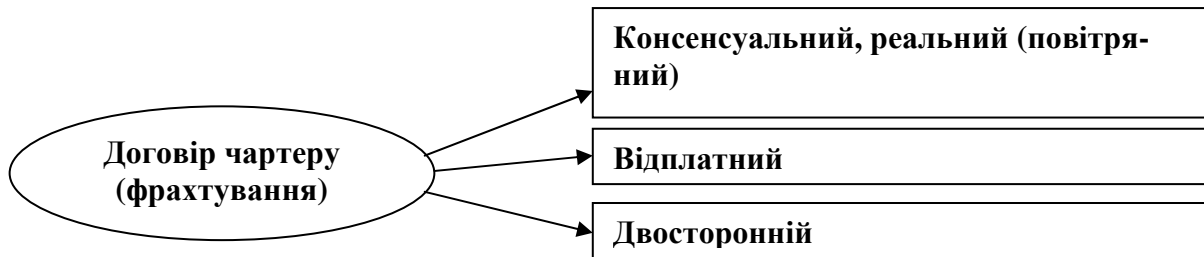 Консенсуальний, реальний (повітря-
ний)
Договір чартеру
(фрахтування)
Відплатний
Двосторонній